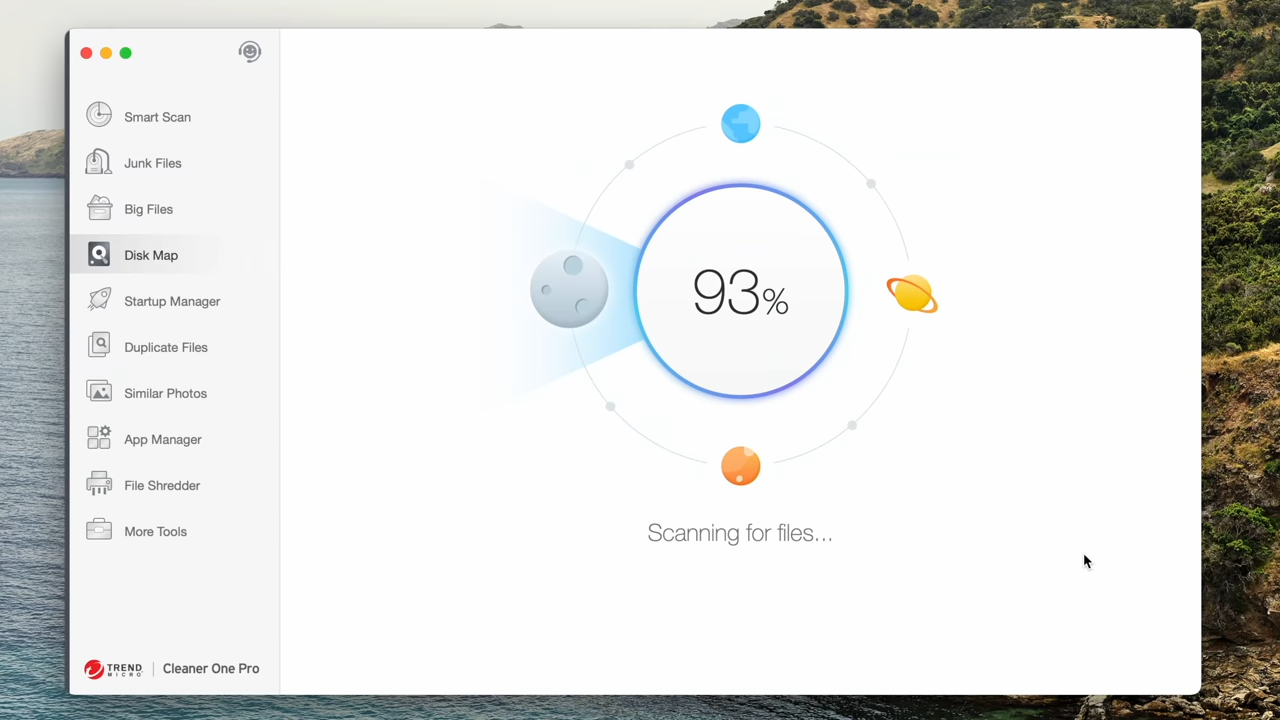 Smart Scan
Junk Files
Big Files
Disk Map
Startup Manager
Duplicate Files
Similar Photos
App Manager
File Shredder
More Tools
TREND MICRO | Cleaner One Pro
93%
Scanning for files...